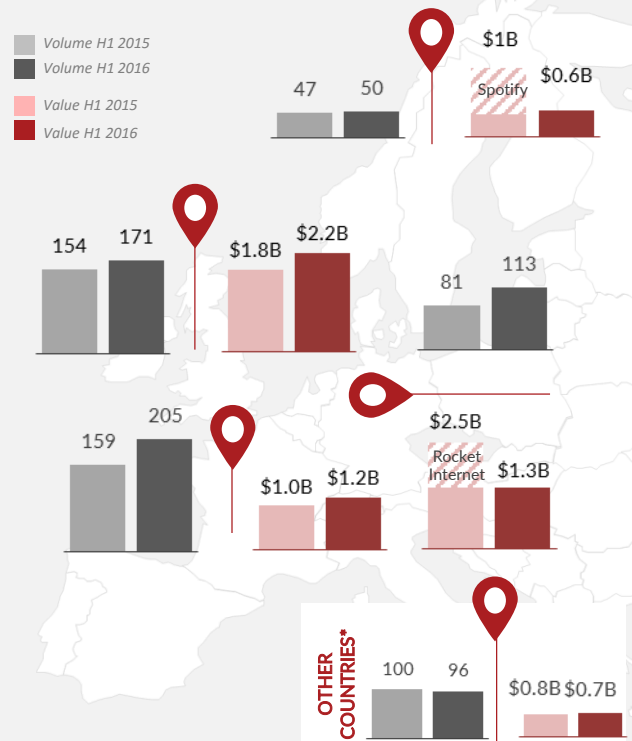 Volume H1 2015
Volume H1 2016
Value H1 2015
Value H1 2016
47
50
$1B
Spotify
$0.6B
154
171
$1.8B
$2.2B
81
113
159
205
$1.0B
$1.2B
$2.5B
Rocket
Internet
$1.3B
OTHER
COUNTRIES*
100
96
$0.8B
$0.7B